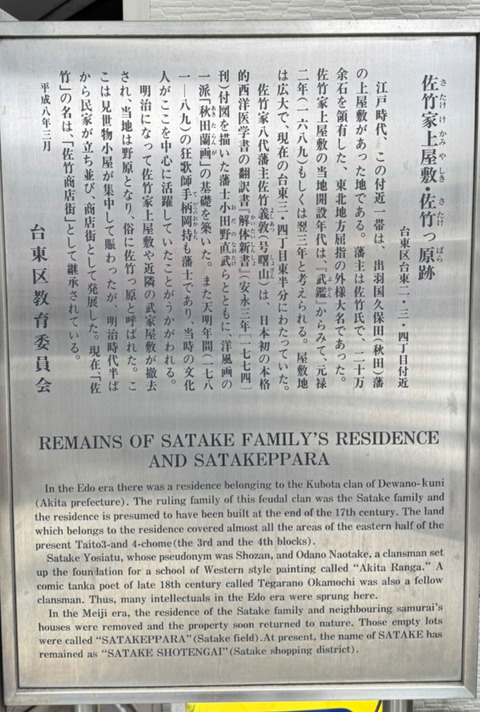 佐竹家上屋敷・佐竹っ原跡
台東区台東二・三・四丁目付近
江戸時代、この付近一帯は、出羽国久保田(秋田)藩
の上屋敷があった地である。藩主は佐竹氏で、二十万
余石を領有した、東北地方屈指の外様大名であった。
佐竹家上屋敷の当地開設年代は、『武鑑』からみて、元禄
二年(一六八九)もしくは翌三年と考えられる。屋敷地
は広大で、現在の台東三・四丁目東半分にわたっていた。
佐竹家八代藩主佐竹義敦(号曙山)は、日本初の本格
的西洋医学書の翻訳書『解体新書』(安永三年〔一七七四〕
刊)付図を描いた藩士小田野直武らとともに、洋風画の
一派「秋田蘭画」の基礎を築いた。また天明年間(一七八
一―八九)の狂歌師手柄岡持も藩士であり、当時の文化
人がここを中心に活躍していたことがうかがわれる。
明治になって佐竹家上屋敷や近隣の武家屋敷が撤去
され、当地は野原となり、俗に佐竹っ原と呼ばれた。こ
こは見世物小屋が集中して賑わったが、明治時代半ば
から民家が立ち並び、商店街として発展した。現在、「佐
竹」の名は、「佐竹商店街」として継承されている。
平成八年三月
台東区教育委員会
REMAINS OF SATAKE FAMILY'S RESIDENCE
AND SATAKEPPARA
In the Edo era there was a residence belonging to the Kubota clan of Dewano-kuni
(Akita prefecture). The ruling family of this feudal clan was the Satake family and
the residence is presumed to have been built at the end of the 17th century. The land
which belongs to the residence covered almost all the areas of the eastern half of the
present Taito3-and 4-chome(the 3rd and the 4th blocks).
Satake Yosiatu, whose pseudonym was Shozan, and Odano Naotake, a clansman set
up the foundation for a school of Western style painting called "Akita Ranga." A
comic tanka poet of late 18th century called Tegarano Okamochi was also a fellow
clansman. Thus, many intellectuals in the Edo era were sprung here.
In the Meiji era, the residence of the Satake family and neighbouring samurai's
houses were removed and the property soon returned to nature. Those empty lots
were called "SATAKEPPARA"(Satake field).At present, the name of SATAKE has
remained as "SATAKE SHOTENGAI"(Satake shopping district).